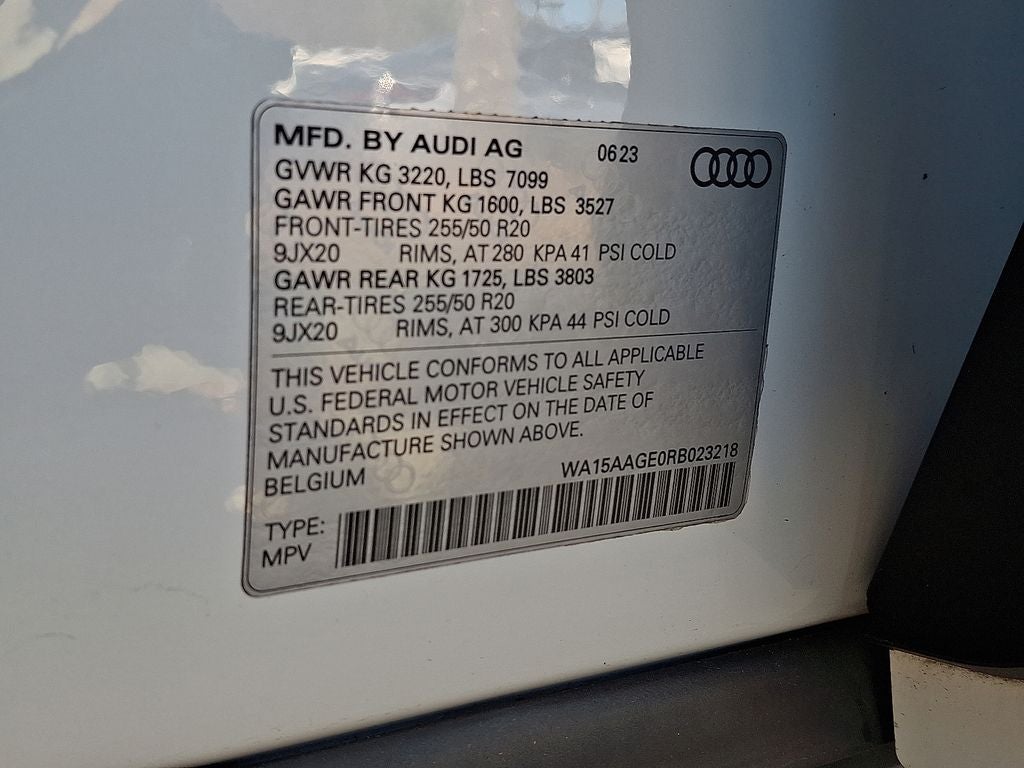 MFD. BY AUDI AG 0623
GVWR KG 3220, LBS 7099
GAWR FRONT KG 1600, LBS 3527
FRONT-TIRES 255/50 R20
9JX20 RIMS, AT 280 KPA 41 PSI COLD
GAWR REAR KG 1725, LBS 3803
REAR-TIRES 255/50 R20
9JX20 RIMS, AT 300 KPA 44 PSI COLD
THIS VEHICLE CONFORMS TO ALL APPLICABLE
U.S. FEDERAL MOTOR VEHICLE SAFETY
STANDARDS IN EFFECT ON THE DATE OF
MANUFACTURE SHOWN ABOVE.
BELGIUM WA15AAGE0RB023218
TYPE:
MPV